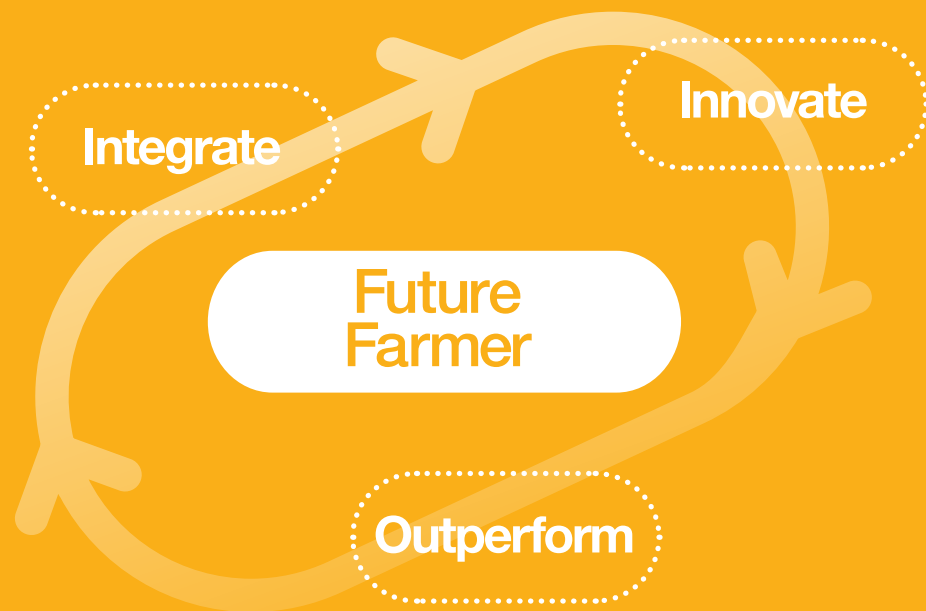 Innovate
Integrate
Future
Farmer
Outperform